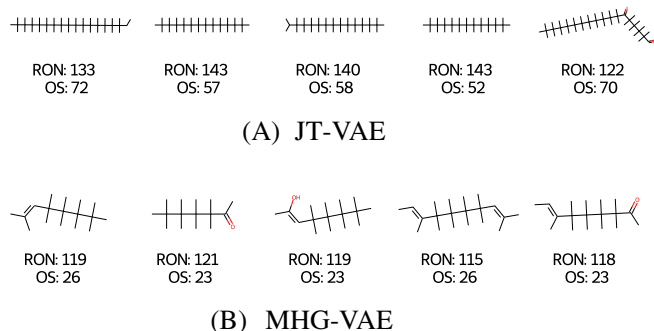 RON: 133 RON: 143 RON: 140 RON: 143 RON: 122
OS: 72 OS: 57 OS: 58 OS: 52 OS: 70
(A) JT-VAE
OH
O
RON: 119 RON: 121 RON: 119 RON: 115 RON: 118
OS: 26 OS: 23 OS: 23 OS: 26 OS: 23
(B) MHG-VAE